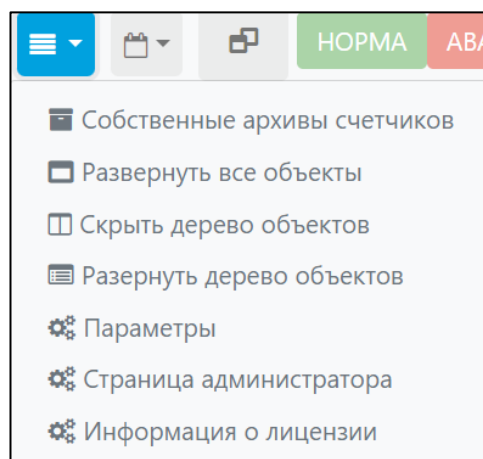 НОРМА АВА
Собственные архивы счетчиков
Развернуть все объекты
Скрыть дерево объектов
Разернуть дерево объектов
Параметры
Страница администратора
Информация о лицензии